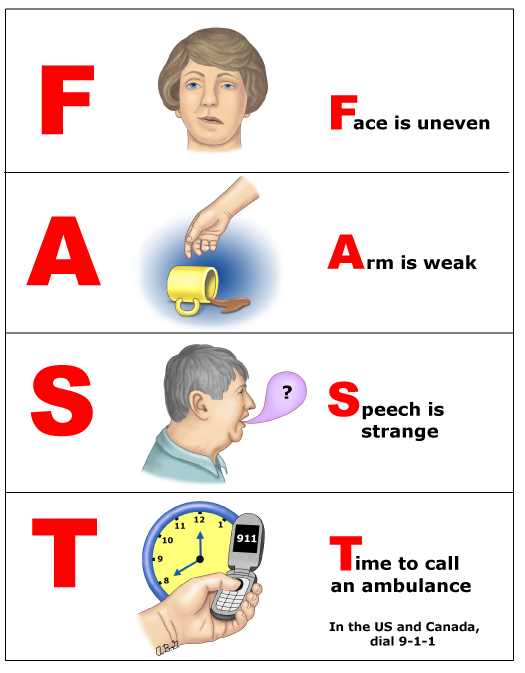 F
Face is uneven
A
Arm is weak
S
?
Speech is
strange
T
11 12 1
10
9
8
911
Time to call
an ambulance
In the US and Canada,
dial 9-1-1